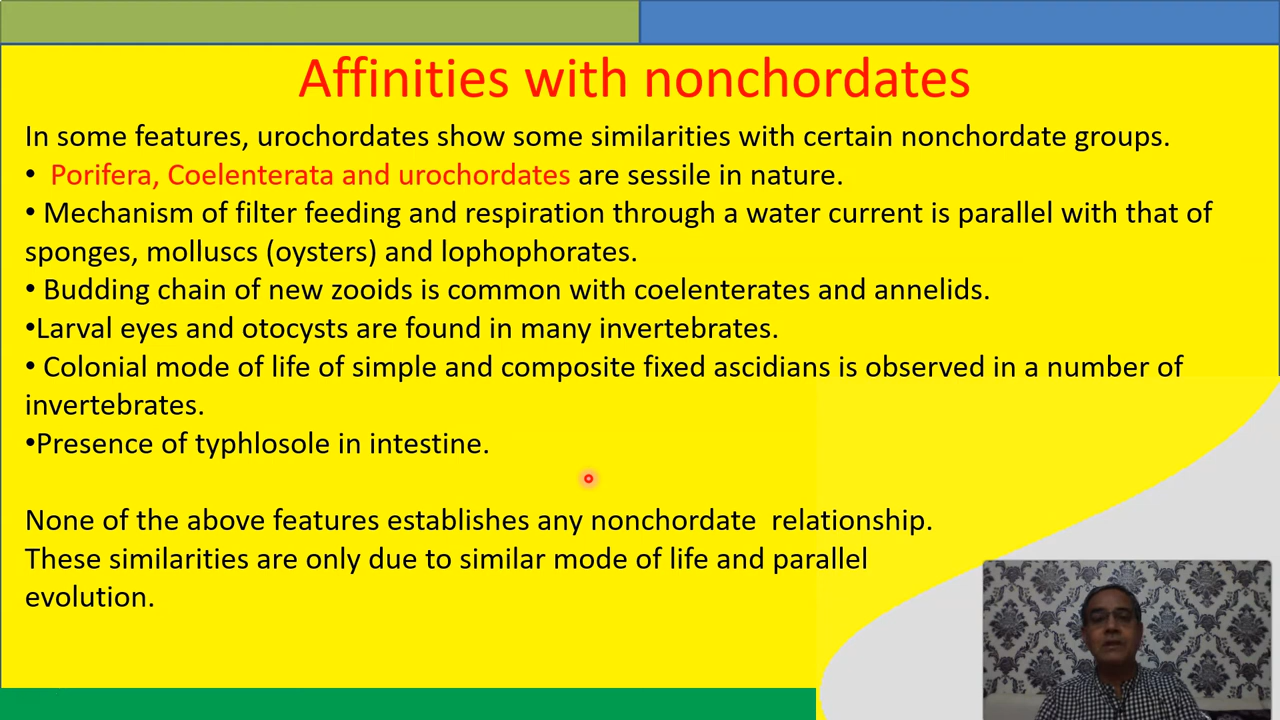 Affinities with nonchordates
In some features, urochordates show some similarities with certain nonchordate groups.
• Porifera, Coelenterata and urochordates are sessile in nature.
• Mechanism of filter feeding and respiration through a water current is parallel with that of
sponges, molluscs (oysters) and lophophorates.
• Budding chain of new zooids is common with coelenterates and annelids.
•Larval eyes and otocysts are found in many invertebrates.
• Colonial mode of life of simple and composite fixed ascidians is observed in a number of
invertebrates.
•Presence of typhlosole in intestine.
None of the above features establishes any nonchordate  relationship.
These similarities are only due to similar mode of life and parallel
evolution.